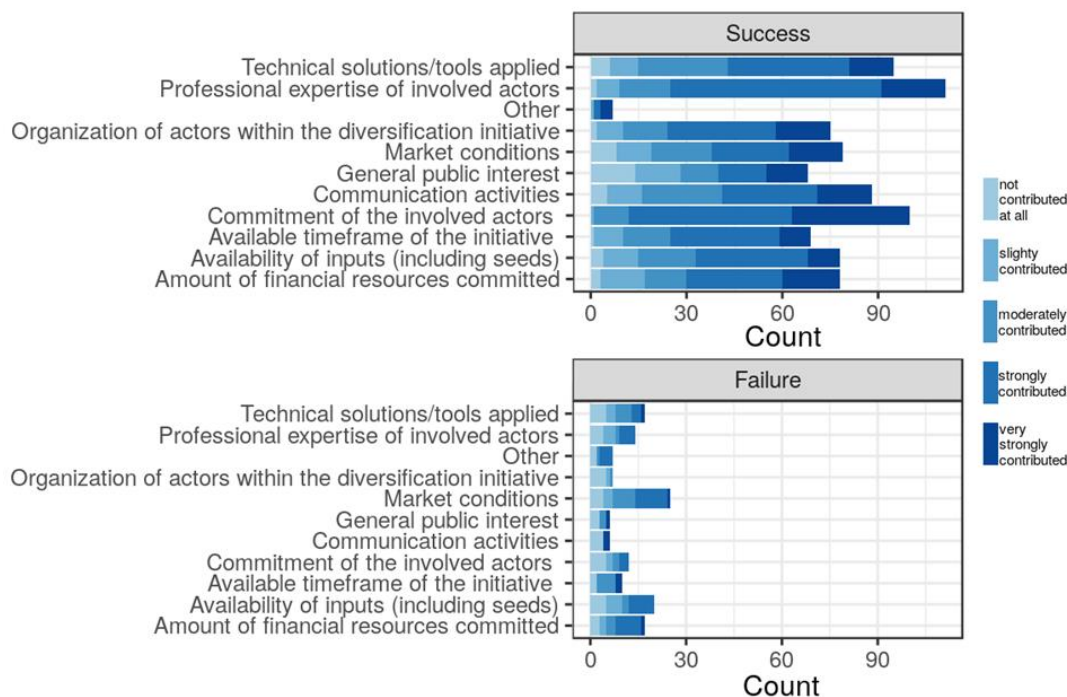 Success
Technical solutions/tools applied
Professional expertise of involved actors
Other
Organization of actors within the diversification initiative
Market conditions
General public interest
Communication activities
Commitment of the involved actors
Available timeframe of the initiative
Availability of inputs (including seeds)
Amount of financial resources committed
0 30 60 90
Count
Failure
Technical solutions/tools applied
Professional expertise of involved actors
Other
Organization of actors within the diversification initiative
Market conditions
General public interest
Communication activities
Commitment of the involved actors
Available timeframe of the initiative
Availability of inputs (including seeds)
Amount of financial resources committed
0 30 60 90
Count
not
contributed
at all
slighty
contributed
moderately
contributed
strongly
contributed
very
strongly
contributed